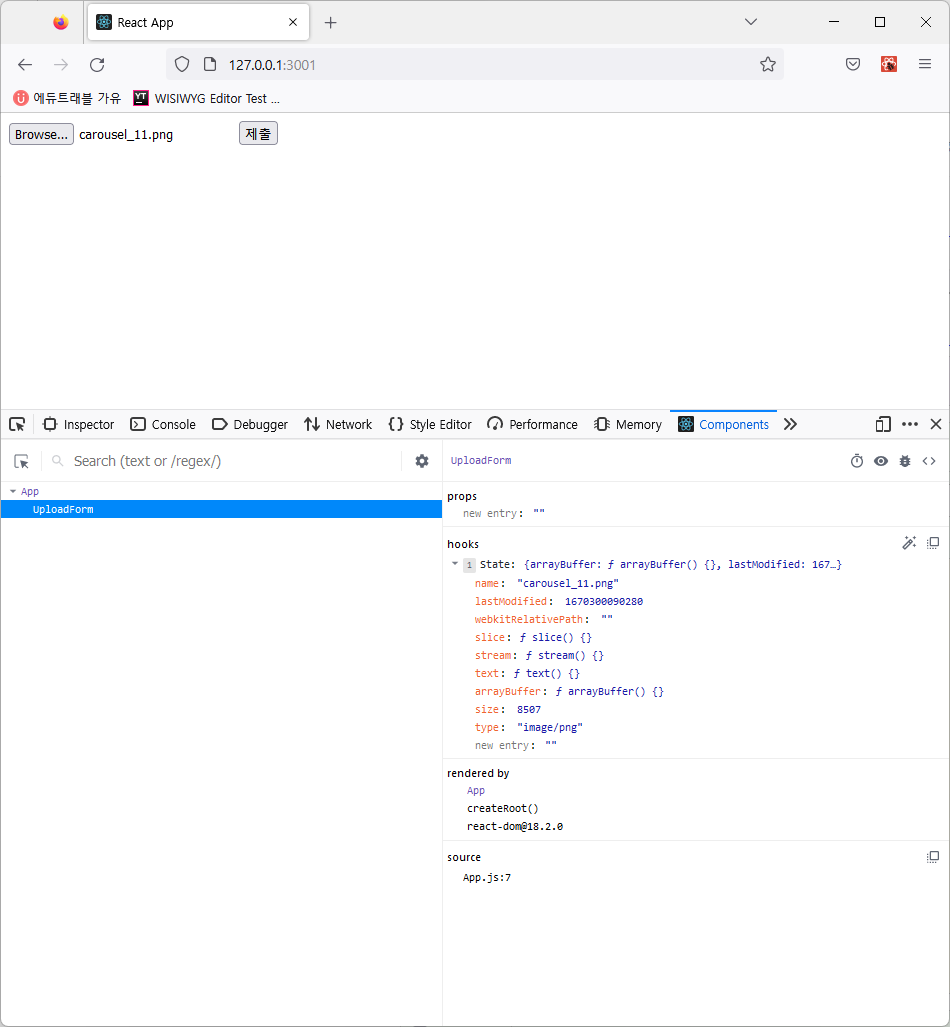 React App
127.0.0.1:3001
에듀트래블 가유 YT WISIWYG Editor Test ...
Browse... carousel_11.png 제출
Inspector Console Debugger Network Style Editor Performance Memory Components
Search (text or /regex/)
UploadForm
App
UploadForm
props
new entry: ""
hooks
1 State: {arrayBuffer: ƒ arrayBuffer() {}, lastModified: 167…}
name: "carousel_11.png"
lastModified: 1670300090280
webkitRelativePath: ""
slice: ƒ slice() {}
stream: ƒ stream() {}
text: ƒ text() {}
arrayBuffer: ƒ arrayBuffer() {}
size: 8507
type: "image/png"
new entry: ""
rendered by
App
createRoot()
react-dom@18.2.0
source
App.js:7